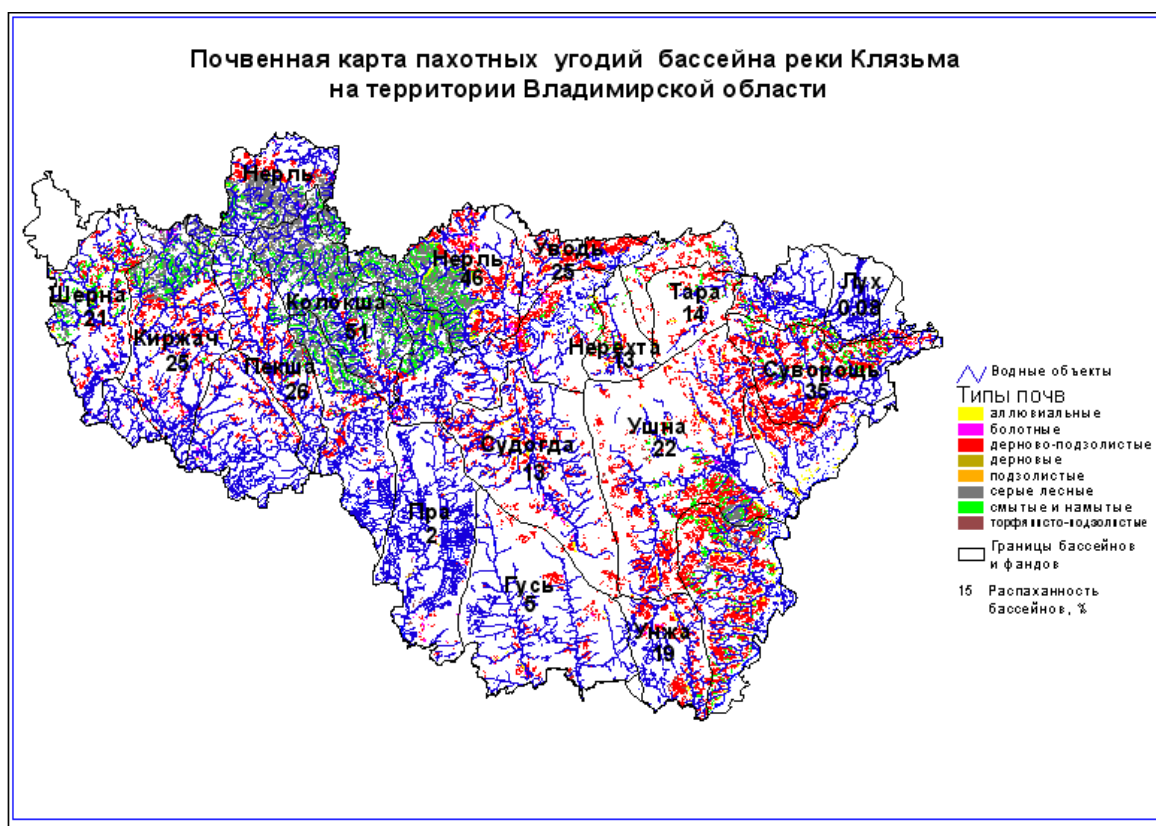 Почвенная карта пахотных угодий бассейна реки Клязьма
на территории Владимирской области
Нерль
Нерль
46
Уводь
25
Лух
0.08
Шерна
21
Колокша
51
Тара
14
Киржач
25
Нерехта
13
Пекша
26
Суворощь
35
Ушна
22
Судогда
13
Пра
2
Гусь
5
Унжа
19
Водные объекты
Типы почв
аллювиальные
болотные
дерново-подзолистые
дерновые
подзолистые
серые лесные
смытые и намытые
торфянисто-подзолистые
Границы бассейнов
и фандов
15 Распаханность
бассейнов, %